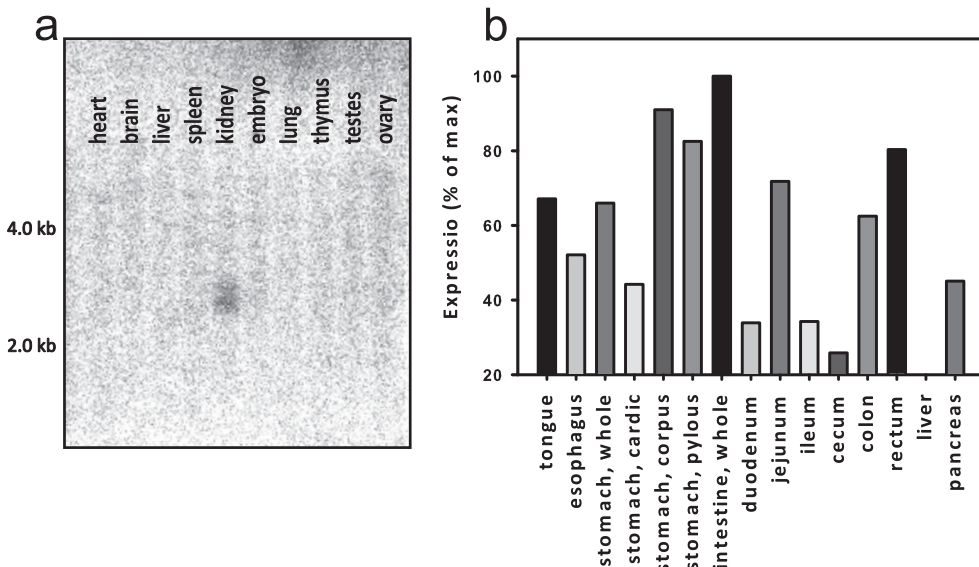 a
heart
brain
liver
spleen
kidney
embryo
lung
thymus
testes
ovary
4.0 kb
2.0 kb
b
Expressio (% of max)
100
80
60
40
20
tongue
esophagus
stomach, whole
stomach, cardic
stomach, corpus
stomach, pylous
intestine, whole
duodenum
jejunum
ileum
cecum
colon
rectum
liver
pancreas